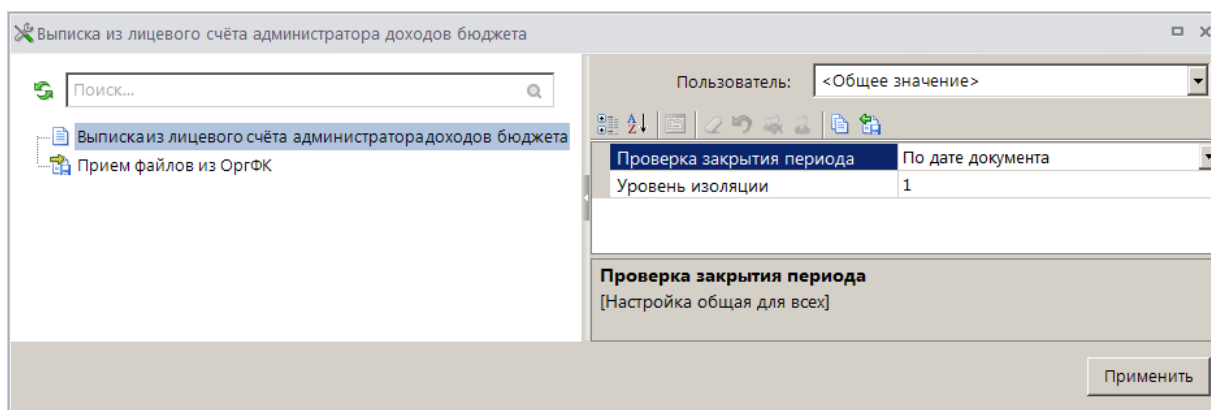 Выписка из лицевого счёта администратора доходов бюджета
Поиск...
Выписка из лицевого счёта администратора доходов бюджета
Прием файлов из ОргФК
Пользователь: <Общее значение>
Проверка закрытия периода По дате документа
Уровень изоляции 1
Проверка закрытия периода
[Настройка общая для всех]
Применить